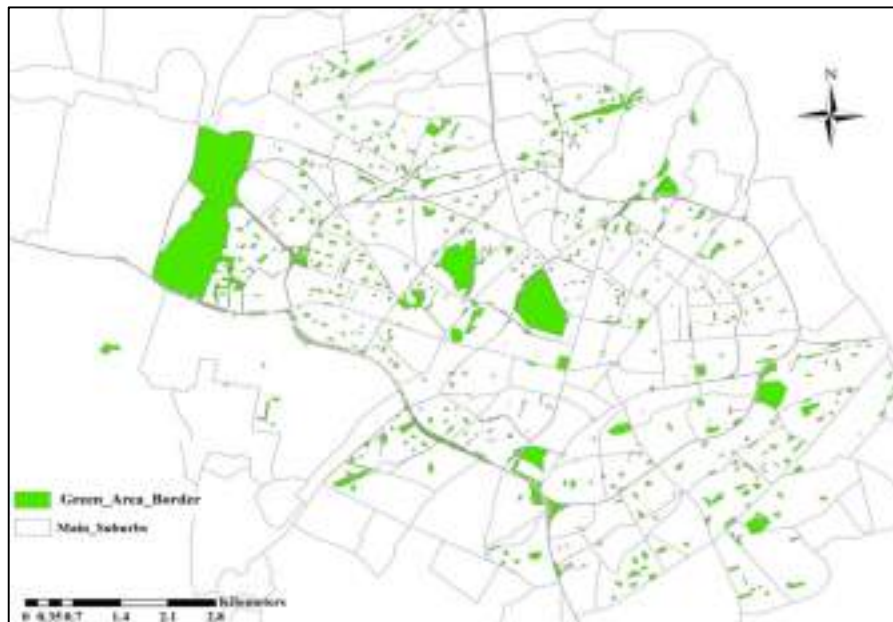 N
Green_Area_Border
Main_Suburbs
Kilometers
0 0.35 0.7 1.4 2.1 2.8